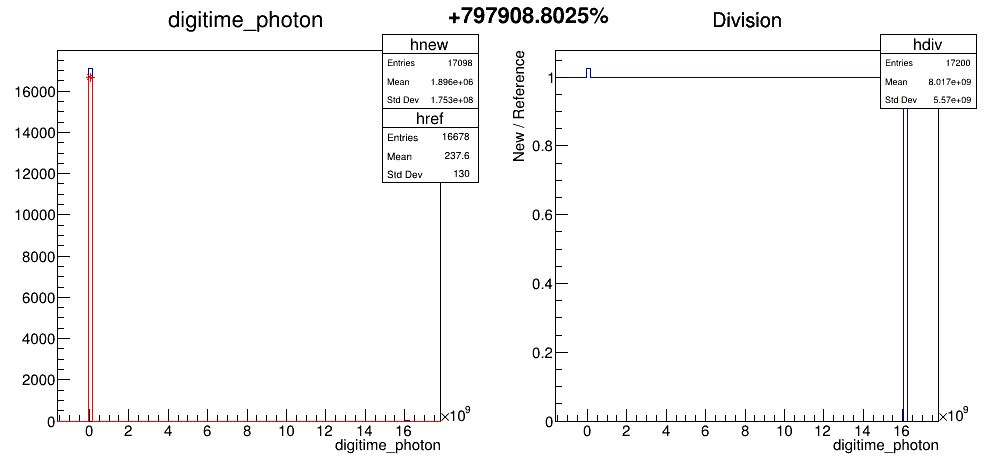 digitime_photon
+797908.8025%
Division
hnew
Entries 17098
Mean 1.896e+06
Std Dev 1.753e+08
href
Entries 16678
Mean 237.6
Std Dev 130
16000
14000
12000
10000
8000
6000
4000
2000
0
0 2 4 6 8 10 12 14 16
×10⁹
digitime_photon
hdiv
Entries 17200
Mean 8.017e+09
Std Dev 5.57e+09
New / Reference
1
0.8
0.6
0.4
0.2
0
0 2 4 6 8 10 12 14 16
×10⁹
digitime_photon